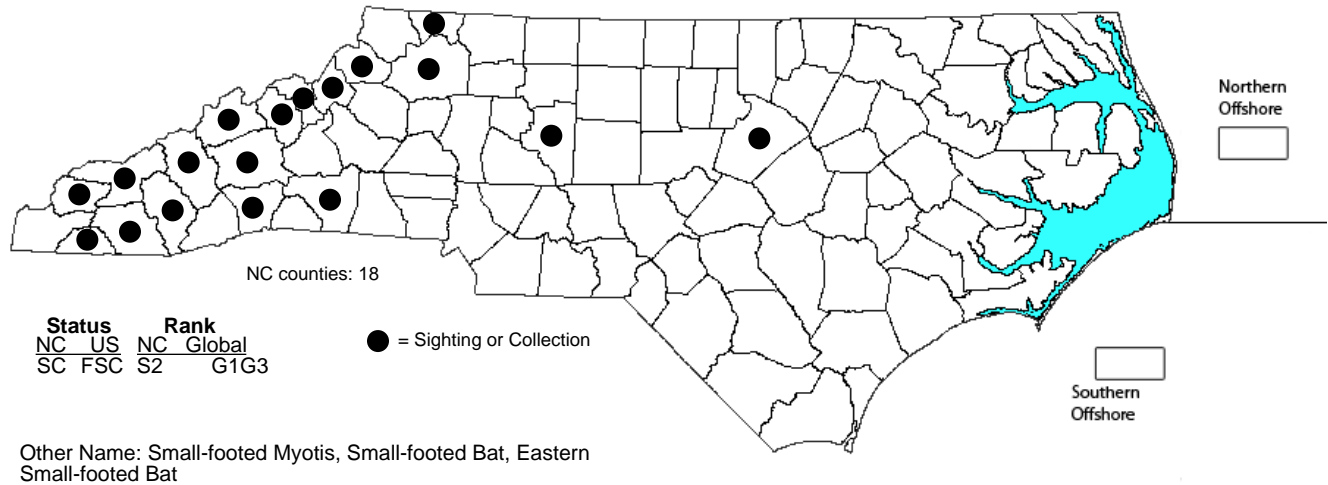 Northern
Offshore
NC counties: 18
Status Rank
NC US NC Global
SC FSC S2 G1G3
= Sighting or Collection
Southern
Offshore
Other Name: Small-footed Myotis, Small-footed Bat, Eastern
Small-footed Bat